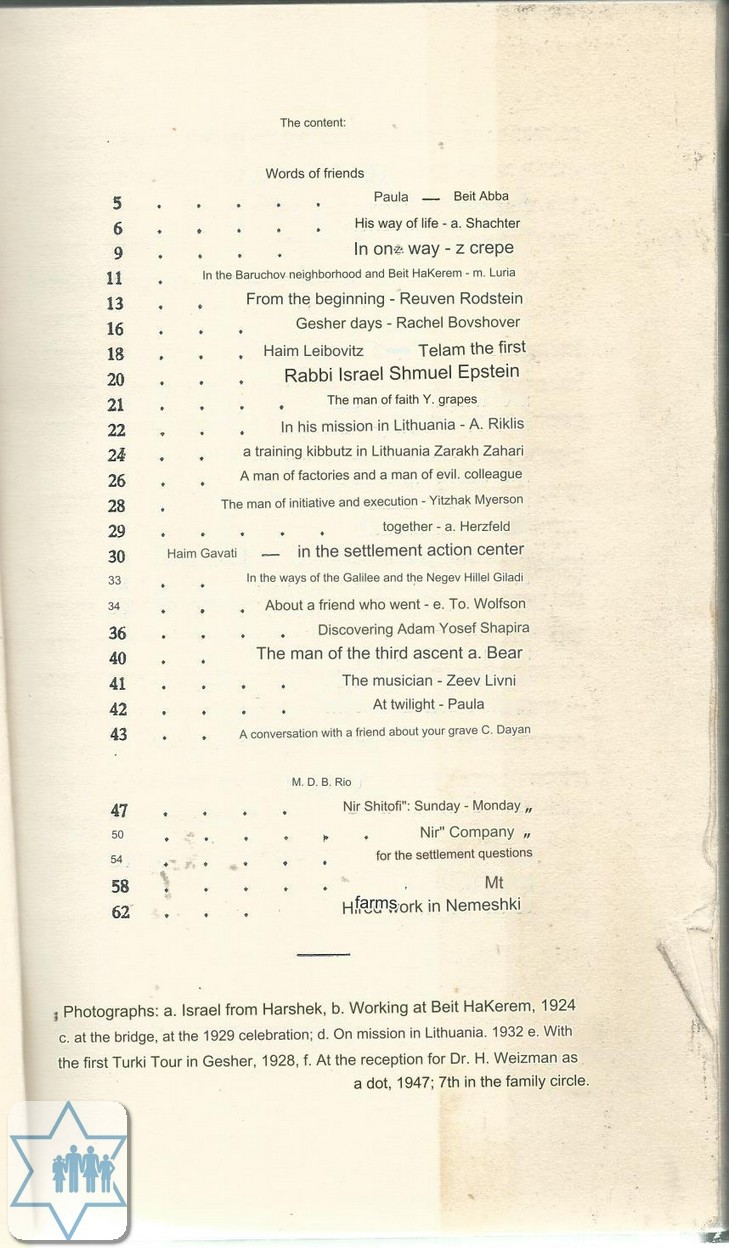 The content:
Words of friends
5 . . . . . Paula — Beit Abba
6 . . . . . His way of life - a. Shachter
9 . . . . In one way - z crepe
11 . In the Baruchov neighborhood and Beit HaKerem - m. Luria
13 . . From the beginning - Reuven Rodstein
16 . . . Gesher days - Rachel Bovshover
18 . . . Haim Leibovitz Telam the first
20 . . . Rabbi Israel Shmuel Epstein
21 . . . . The man of faith Y. grapes
22 . . . In his mission in Lithuania - A. Riklis
24 . . a training kibbutz in Lithuania Zarakh Zahari
26 . . A man of factories and a man of evil. colleague
28 . The man of initiative and execution - Yitzhak Myerson
29 . . . . . together - a. Herzfeld
30 Haim Gavati — in the settlement action center
33 . . In the ways of the Galilee and the Negev Hillel Giladi
34 . . . About a friend who went - e. To. Wolfson
36 . . . . Discovering Adam Yosef Shapira
40 . . The man of the third ascent a. Bear
41 . . . . The musician - Zeev Livni
42 . . . . At twilight - Paula
43 . . A conversation with a friend about your grave C. Dayan
M. D. B. Rio
47 . . . . Nir Shitofi": Sunday - Monday „
50 . . . . . . Nir" Company „
54 . . . . . for the settlement questions
58 . . . . . . Mt
62 . . . Hired work in Nemeshki
farms
Photographs: a. Israel from Harshek, b. Working at Beit HaKerem, 1924
c. at the bridge, at the 1929 celebration; d. On mission in Lithuania. 1932 e. With
the first Turki Tour in Gesher, 1928, f. At the reception for Dr. H. Weizman as
a dot, 1947; 7th in the family circle.